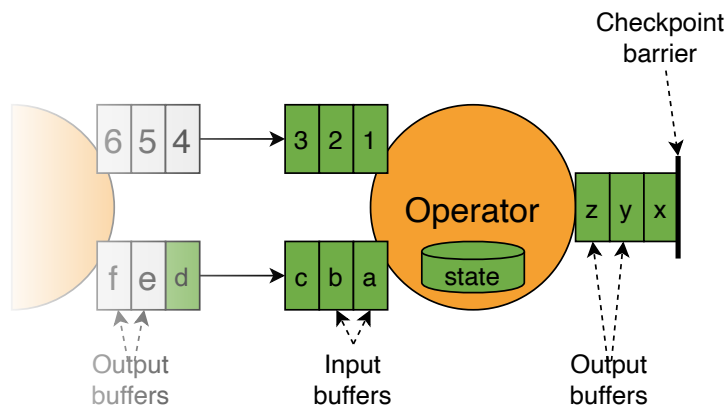 Checkpoint
barrier
6 5 4
3 2 1
Operator
z y x
f e d
c b a
state
Output
buffers
Input
buffers
Output
buffers